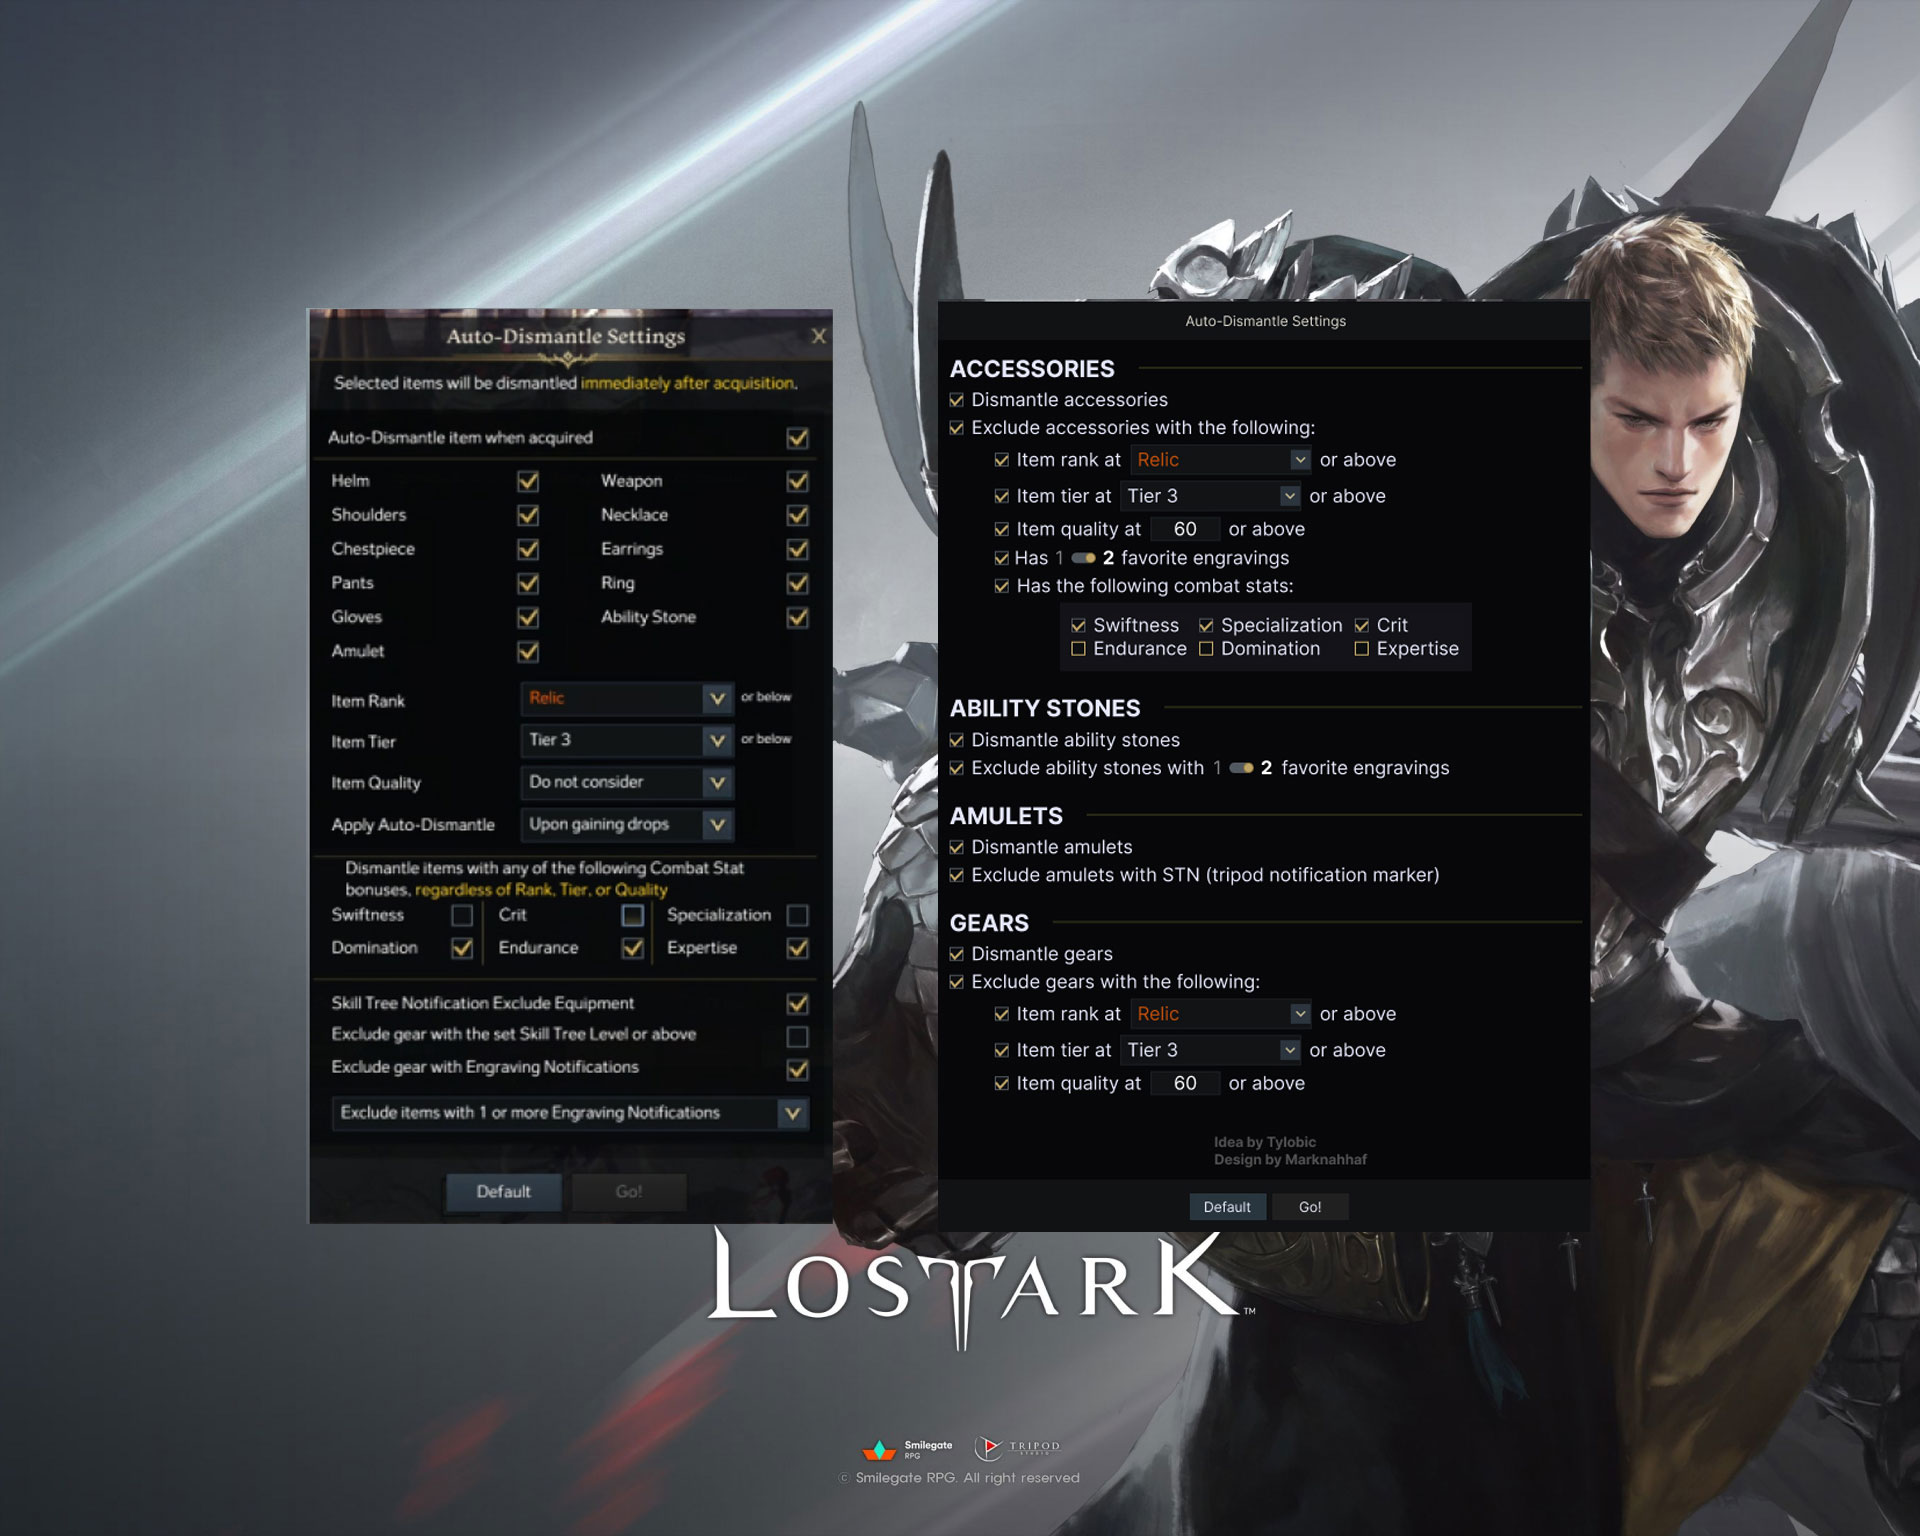 Auto-Dismantle Settings
X
Selected items will be dismantled immediately after acquisition.
Auto-Dismantle item when acquired
Helm
Weapon
Shoulders
Necklace
Chestpiece
Earrings
Pants
Ring
Gloves
Ability Stone
Amulet
Item Rank
Relic
or below
Item Tier
Tier 3
or below
Item Quality
Do not consider
Apply Auto-Dismantle
Upon gaining drops
Dismantle items with any of the following Combat Stat
bonuses, regardless of Rank, Tier, or Quality
Swiftness
Crit
Specialization
Domination
Endurance
Expertise
Skill Tree Notification Exclude Equipment
Exclude gear with the set Skill Tree Level or above
Exclude gear with Engraving Notifications
Exclude items with 1 or more Engraving Notifications
Default
Go!
Auto-Dismantle Settings
ACCESSORIES
Dismantle accessories
Exclude accessories with the following:
Item rank at Relic or above
Item tier at Tier 3 or above
Item quality at 60 or above
Has 1 2 favorite engravings
Has the following combat stats:
Swiftness Specialization Crit
Endurance Domination Expertise
ABILITY STONES
Dismantle ability stones
Exclude ability stones with 1 2 favorite engravings
AMULETS
Dismantle amulets
Exclude amulets with STN (tripod notification marker)
GEARS
Dismantle gears
Exclude gears with the following:
Item rank at Relic or above
Item tier at Tier 3 or above
Item quality at 60 or above
Idea by Tylobic
Design by Marknahhaf
Default
Go!
LOSTARK™
Smilegate
RPG
TRIPOD
STUDIO
© Smilegate RPG. All right reserved